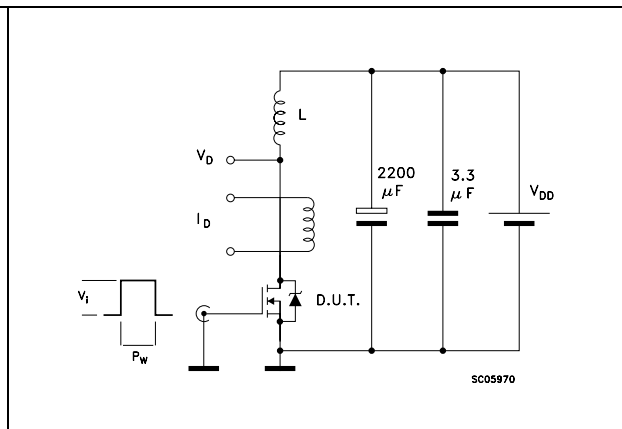 L
V_D
2200
μF
3.3
μF
V_DD
I_D
V_i
D.U.T.
P_W
SC05970